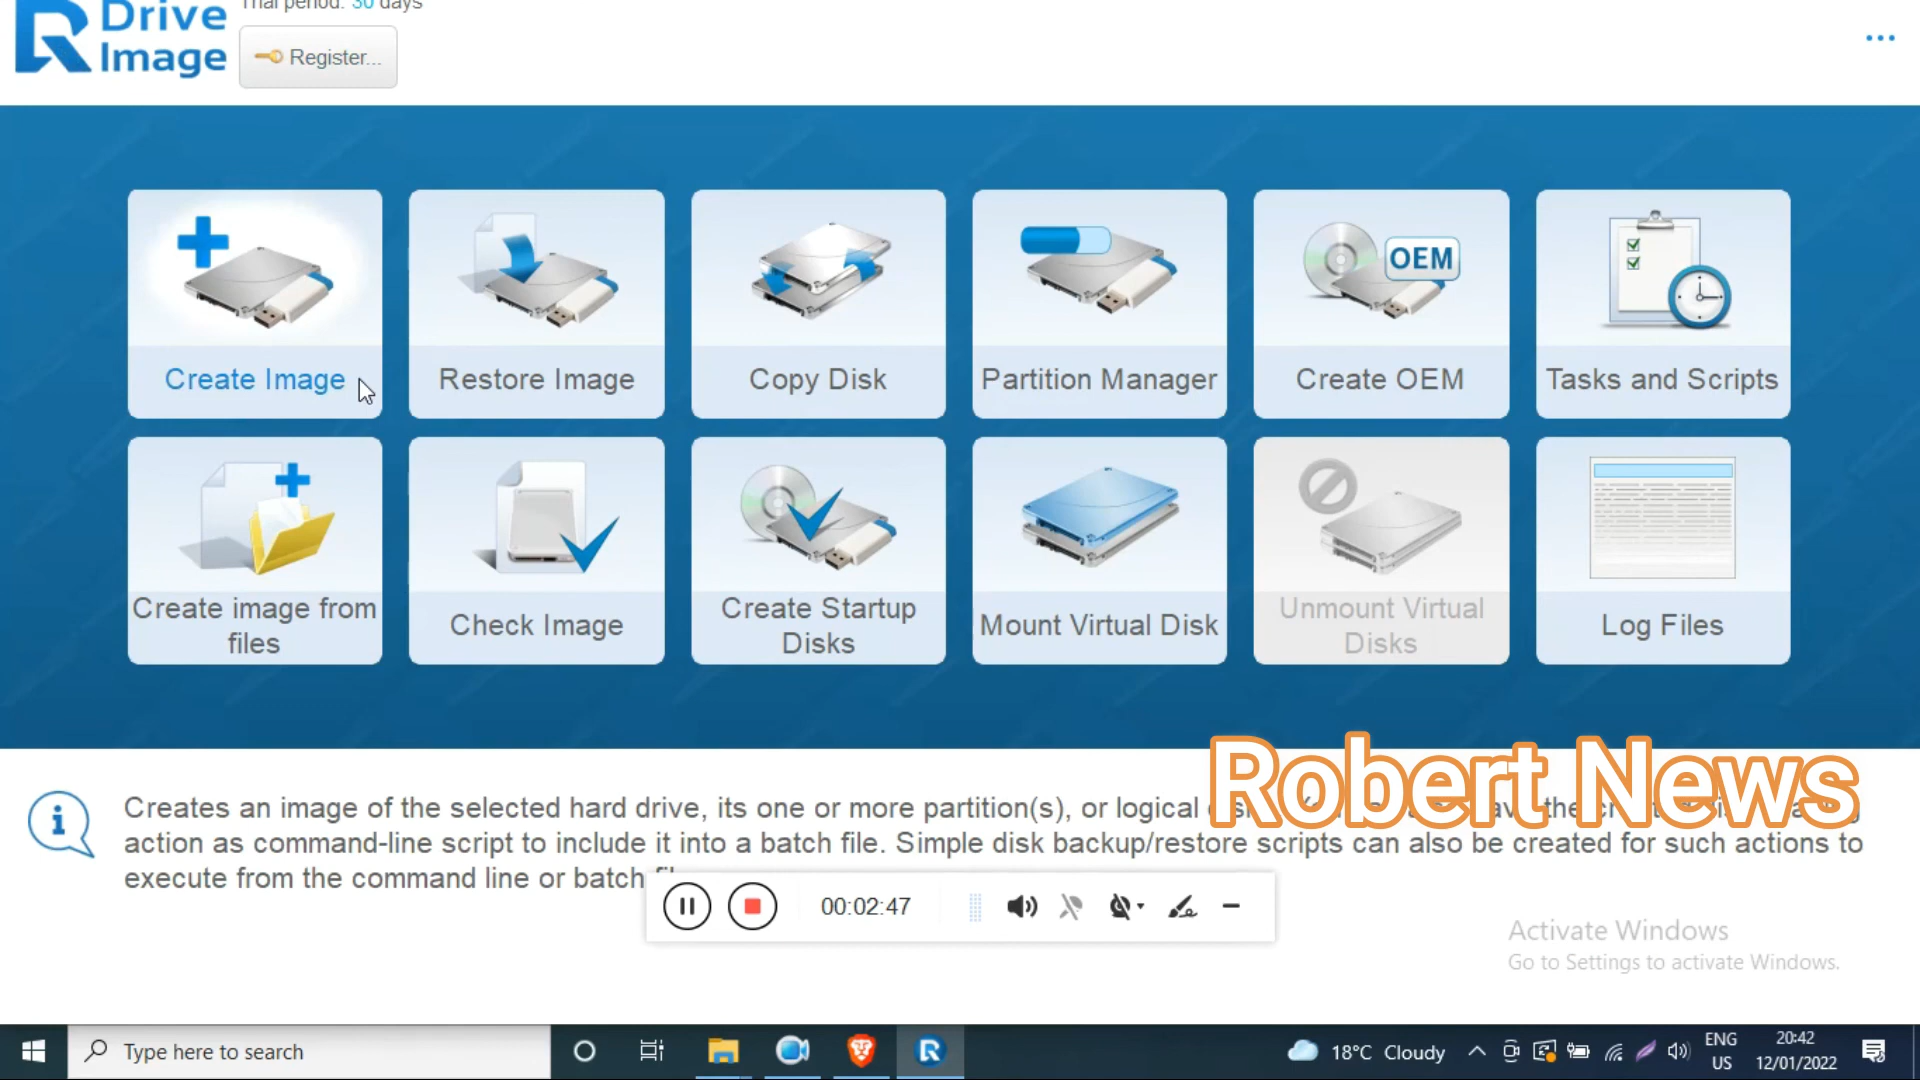 Drive
Image
Trial period: 30 days
Register...
OEM
Create Image
Restore Image
Copy Disk
Partition Manager
Create OEM
Tasks and Scripts
Create image from
files
Check Image
Create Startup
Disks
Mount Virtual Disk
Unmount Virtual
Disks
Log Files
Robert News
Creates an image of the selected hard drive, its one or more partition(s), or logical
action as command-line script to include it into a batch file. Simple disk backup/restore scripts can also be created for such actions to
execute from the command line or batch
00:02:47
Activate Windows
Go to Settings to activate Windows.
Type here to search
18°C Cloudy
ENG
US
20:42
12/01/2022